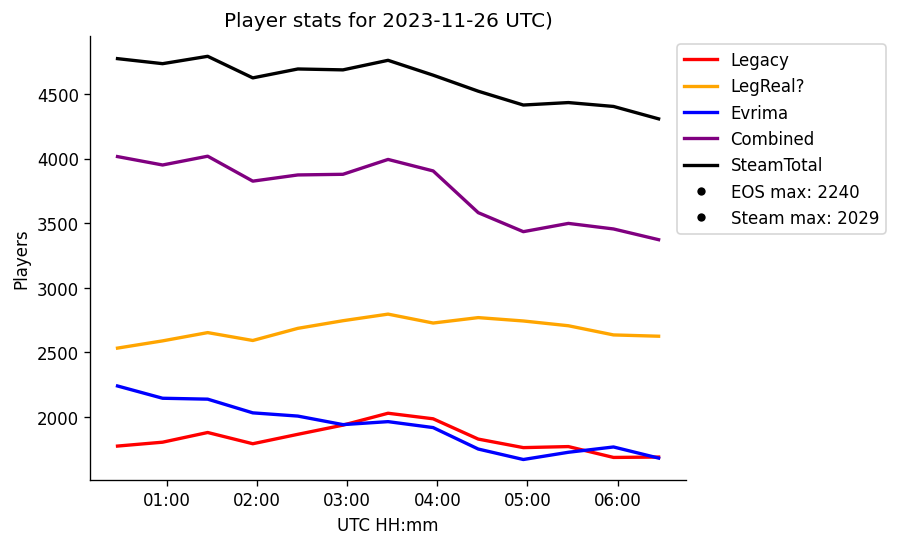 Player stats for 2023-11-26 UTC)
Legacy
LegReal?
Evrima
Combined
SteamTotal
EOS max: 2240
Steam max: 2029
Players
4500
4000
3500
3000
2500
2000
01:00 02:00 03:00 04:00 05:00 06:00
UTC HH:mm